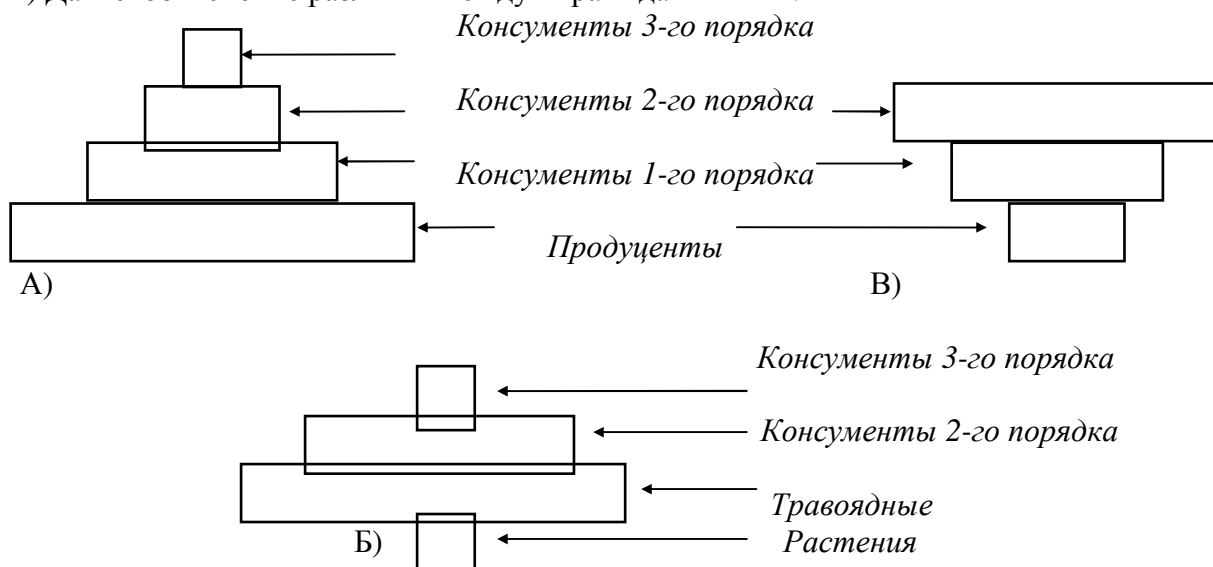 Консументы 3-го порядка
Консументы 2-го порядка
Консументы 1-го порядка
Продуценты
А)
В)
Консументы 3-го порядка
Консументы 2-го порядка
Травоядные
Б)
Растения